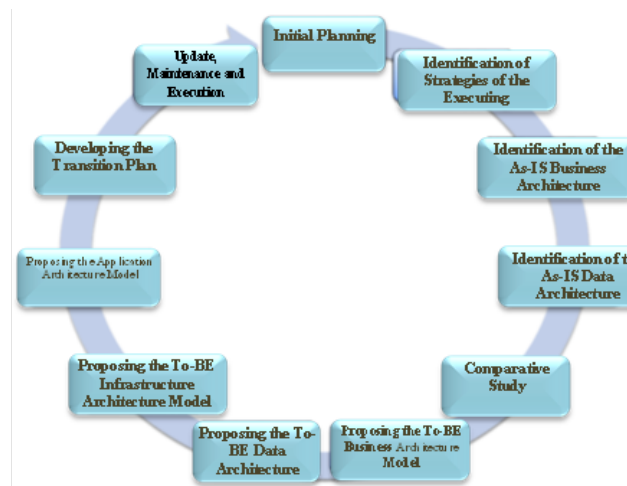 Initial Planning
Identification of
Strategies of the
Executing
Identification of the
As-IS Business
Architecture
Identification of
As-IS Data
Architecture
Comparative
Study
Proposing the To-BE
Business Architecture
Model
Proposing the To-
BE Data
Architecture
Proposing the To-BE
Infrastructure
Architecture Model
Proposing the Application
Architecture Model
Developing the
Transition Plan
Update,
Maintenance and
Execution